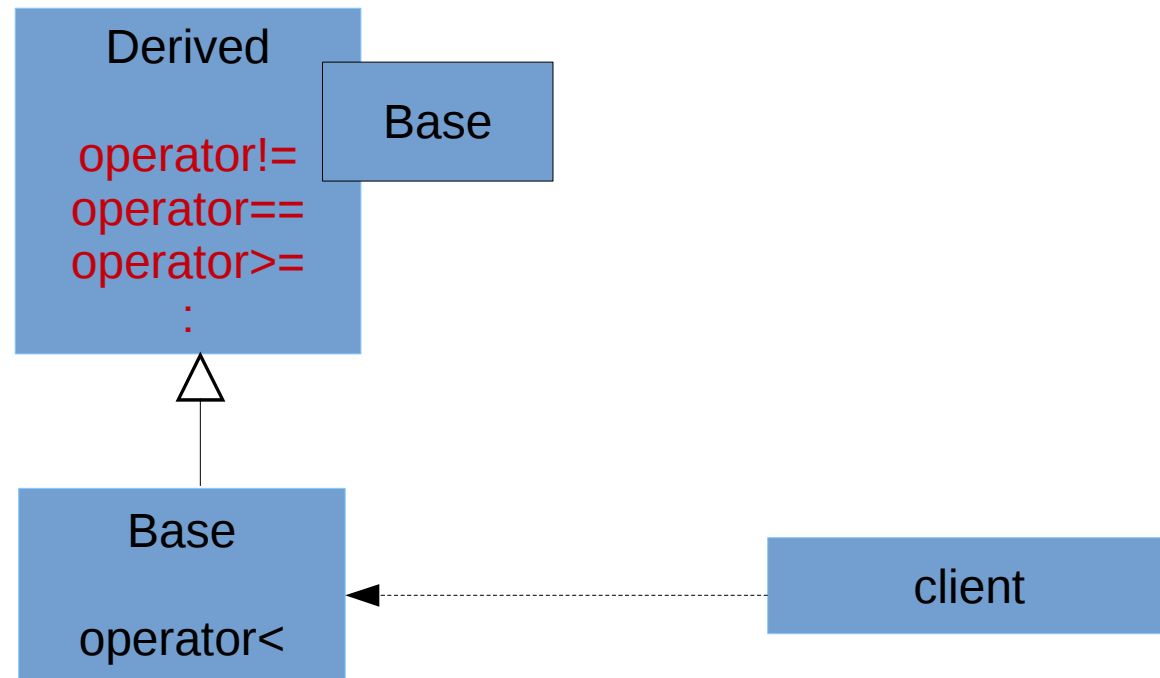 Derived
Base
operator!=
operator==
operator>=
:
Base
operator<
client